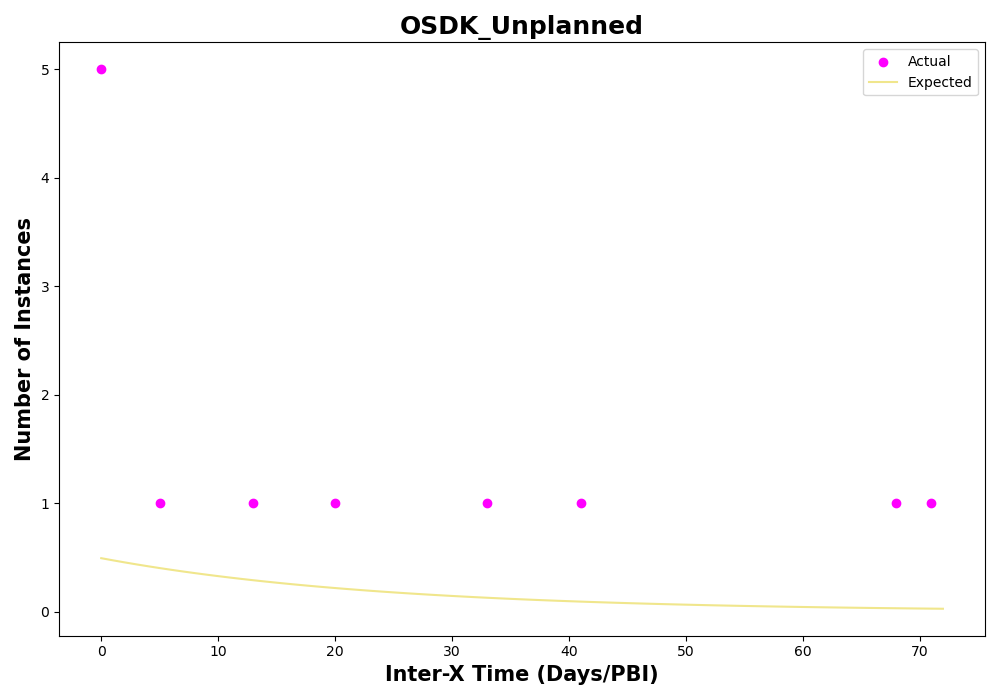 OSDK_Unplanned
Actual
Expected
Number of Instances
5
4
3
2
1
0
0 10 20 30 40 50 60 70
Inter-X Time (Days/PBI)